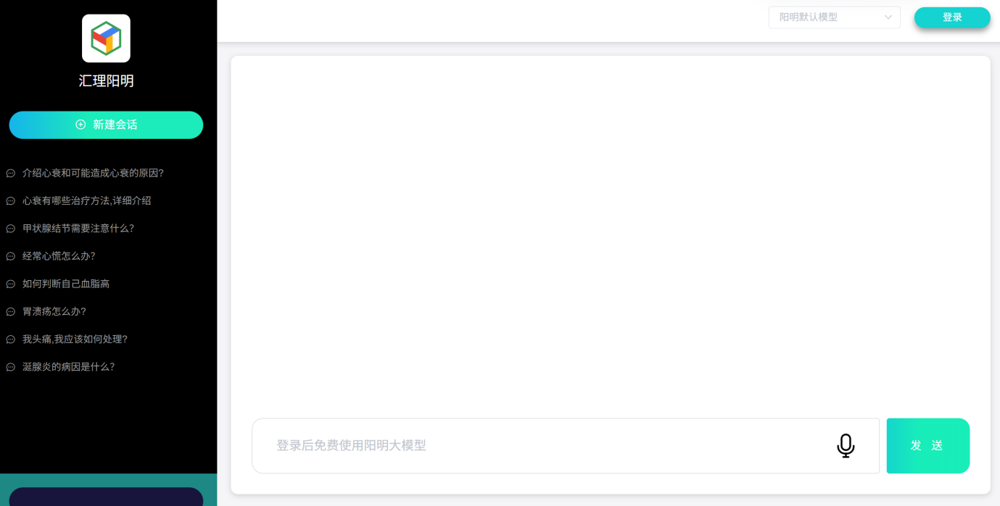 阳明默认模型
登录
汇理阳明
新建会话
介绍心衰和可能造成心衰的原因?
心衰有哪些治疗方法,详细介绍
甲状腺结节需要注意什么?
经常心慌怎么办?
如何判断自己血脂高
胃溃疡怎么办?
我头痛,我应该如何处理?
涎腺炎的病因是什么?
登录后免费使用阳明大模型
发 送